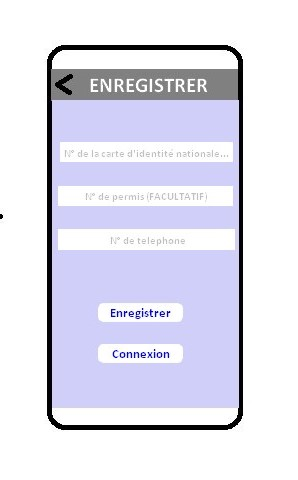 ENREGISTRER
N° de la carte d'identité nationale...
N° de permis (FACULTATIF)
N° de telephone
Enregistrer
Connexion